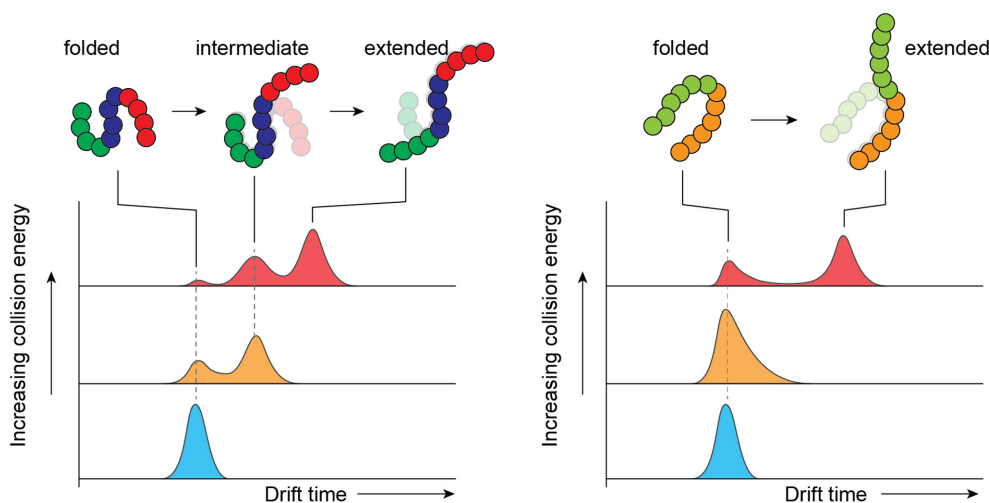 folded
intermediate
extended
Increasing collision energy
Drift time
folded
extended
Increasing collision energy
Drift time